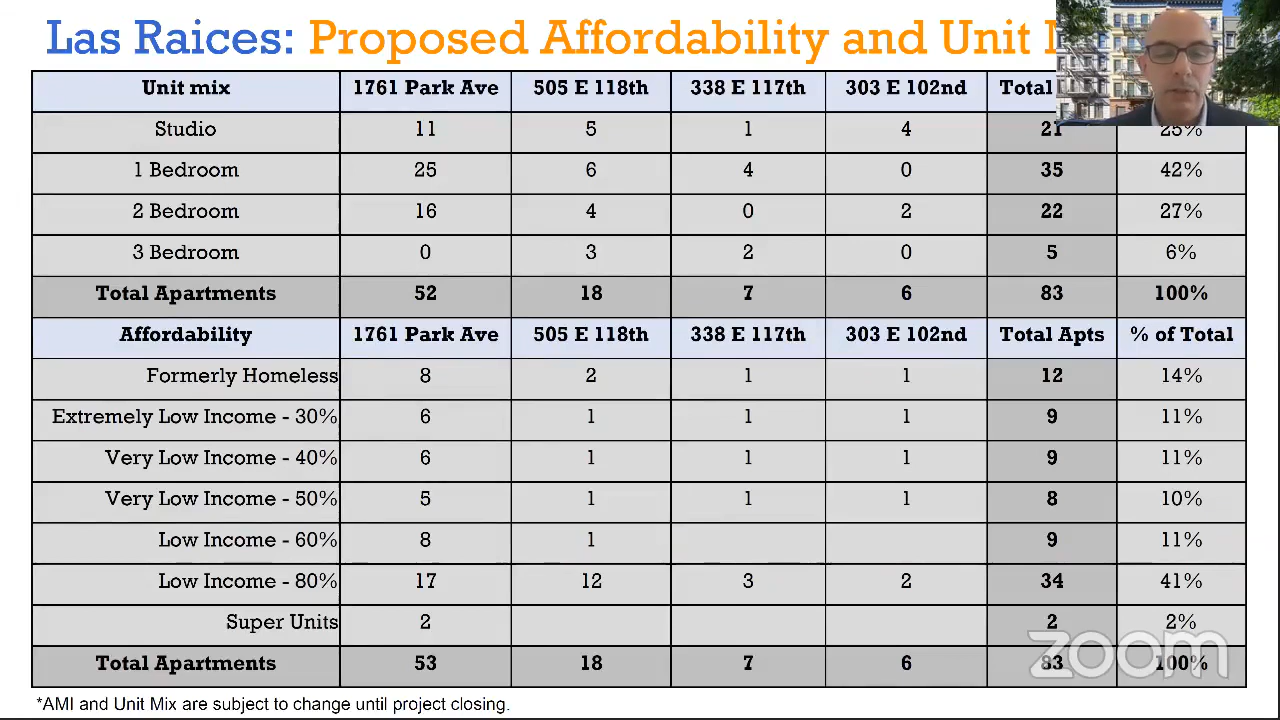 Las Raices: Proposed Affordability and Unit
Unit mix 1761 Park Ave 505 E 118th 338 E 117th 303 E 102nd Total
Studio 11 5 1 4 21 25%
1 Bedroom 25 6 4 0 35 42%
2 Bedroom 16 4 0 2 22 27%
3 Bedroom 0 3 2 0 5 6%
Total Apartments 52 18 7 6 83 100%
Affordability 1761 Park Ave 505 E 118th 338 E 117th 303 E 102nd Total Apts % of Total
Formerly Homeless 8 2 1 1 12 14%
Extremely Low Income - 30% 6 1 1 1 9 11%
Very Low Income - 40% 6 1 1 1 9 11%
Very Low Income - 50% 5 1 1 1 8 10%
Low Income - 60% 8 1 9 11%
Low Income - 80% 17 12 3 2 34 41%
Super Units 2 2 2%
Total Apartments 53 18 7 6 83 100%
zoom
*AMI and Unit Mix are subject to change until project closing.